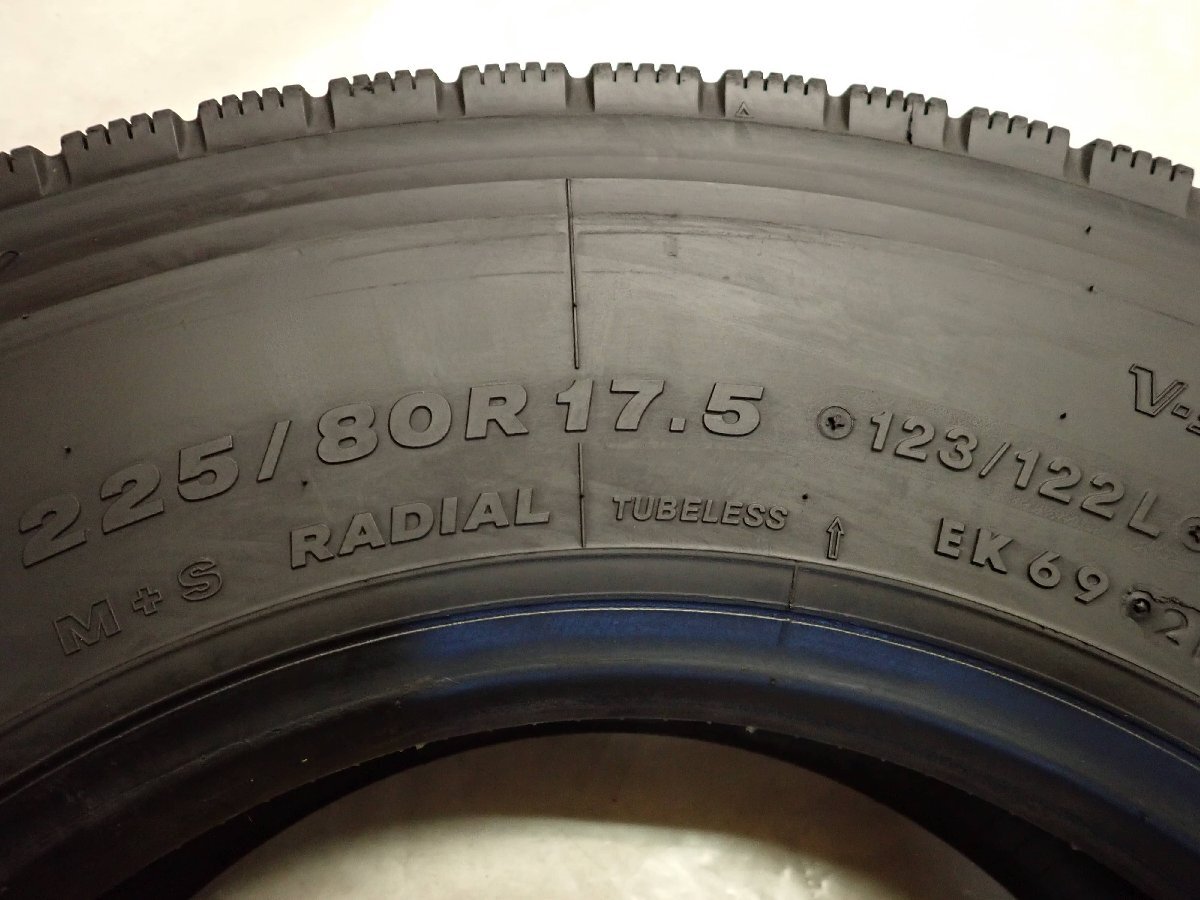 225/80R17.5 123/122L
M+S RADIAL TUBELESS ↑ EK69
V-